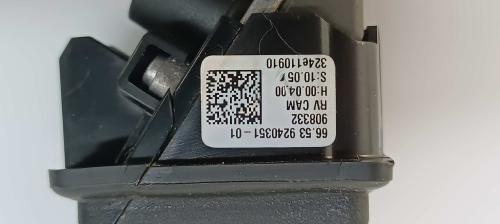 66.53 9240351-01
908332
RV CAM
H:00.04.00
S:10.05
324e110910